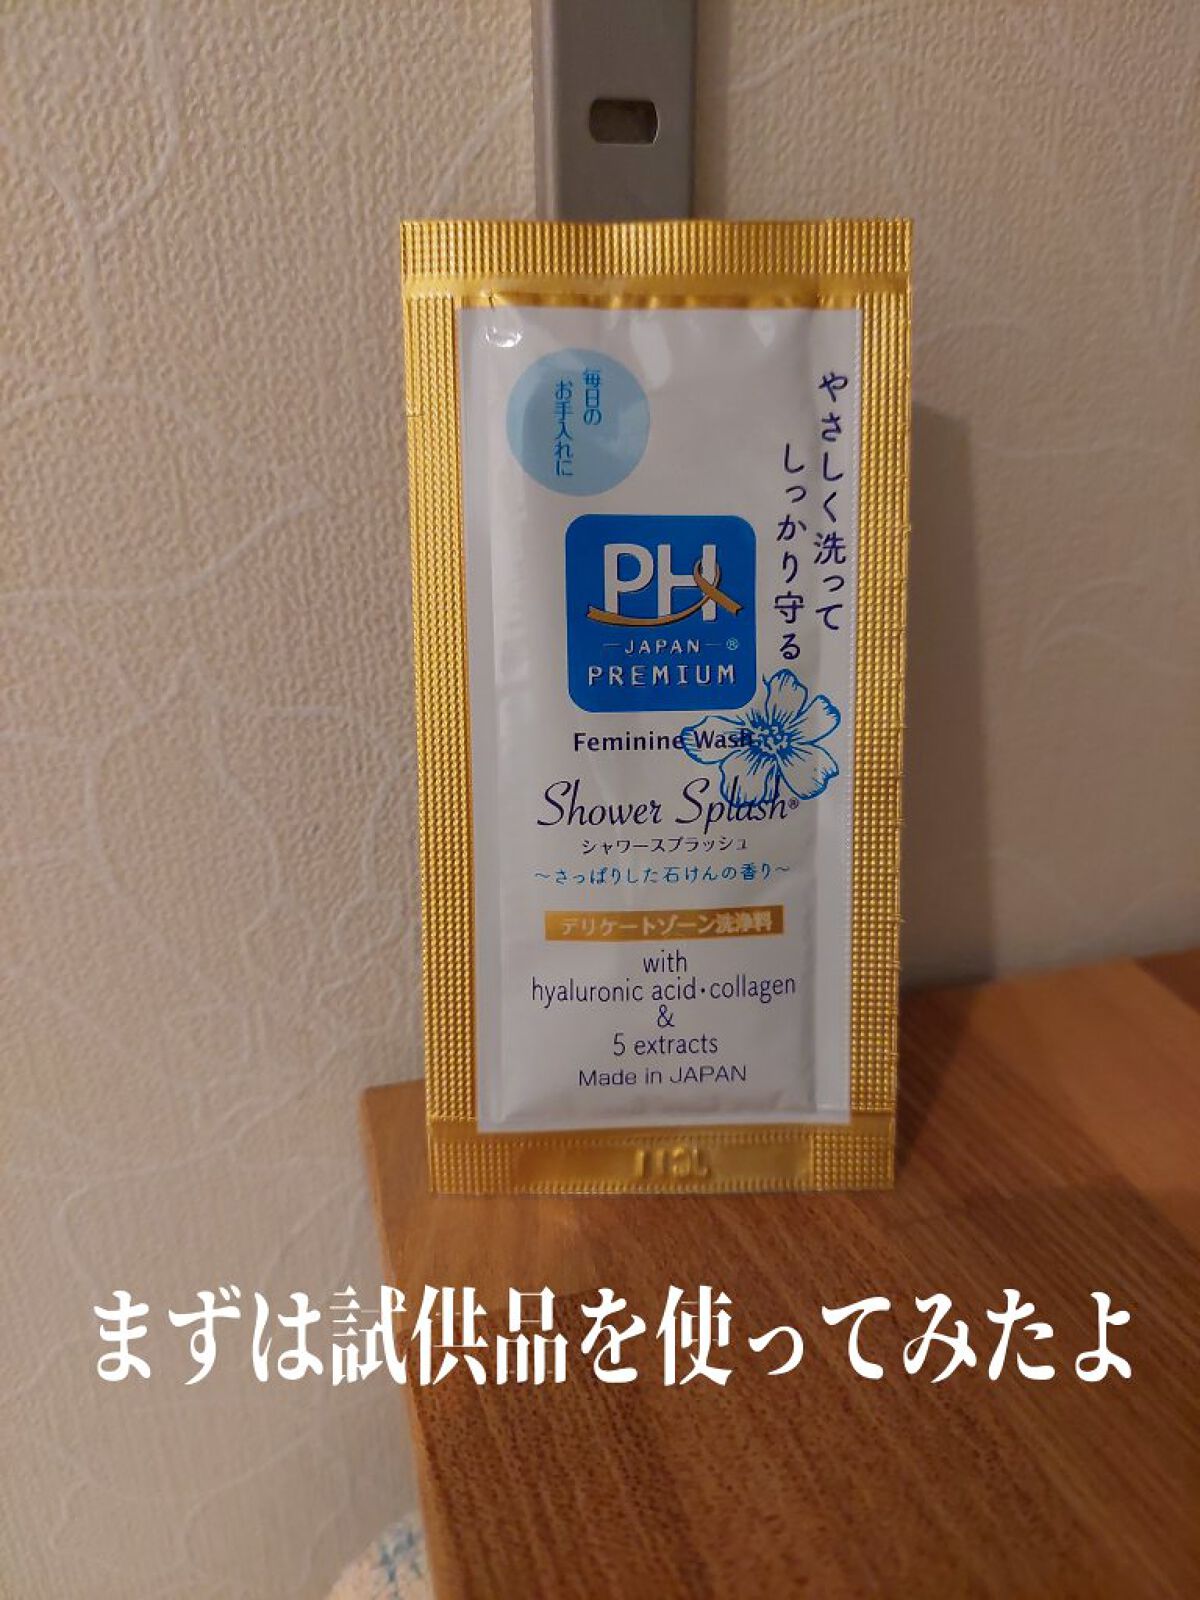 毎日の
お手入れに
やさしく洗って
しっかり守る
PH
JAPAN ®
PREMIUM
Feminine Wash
Shower Splash®
シャワースプラッシュ
～さっぱりした石けんの香り～
デリケートゾーン洗浄料
with
hyaluronic acid・collagen
&
5 extracts
Made in JAPAN
まずは試供品を使ってみたよ